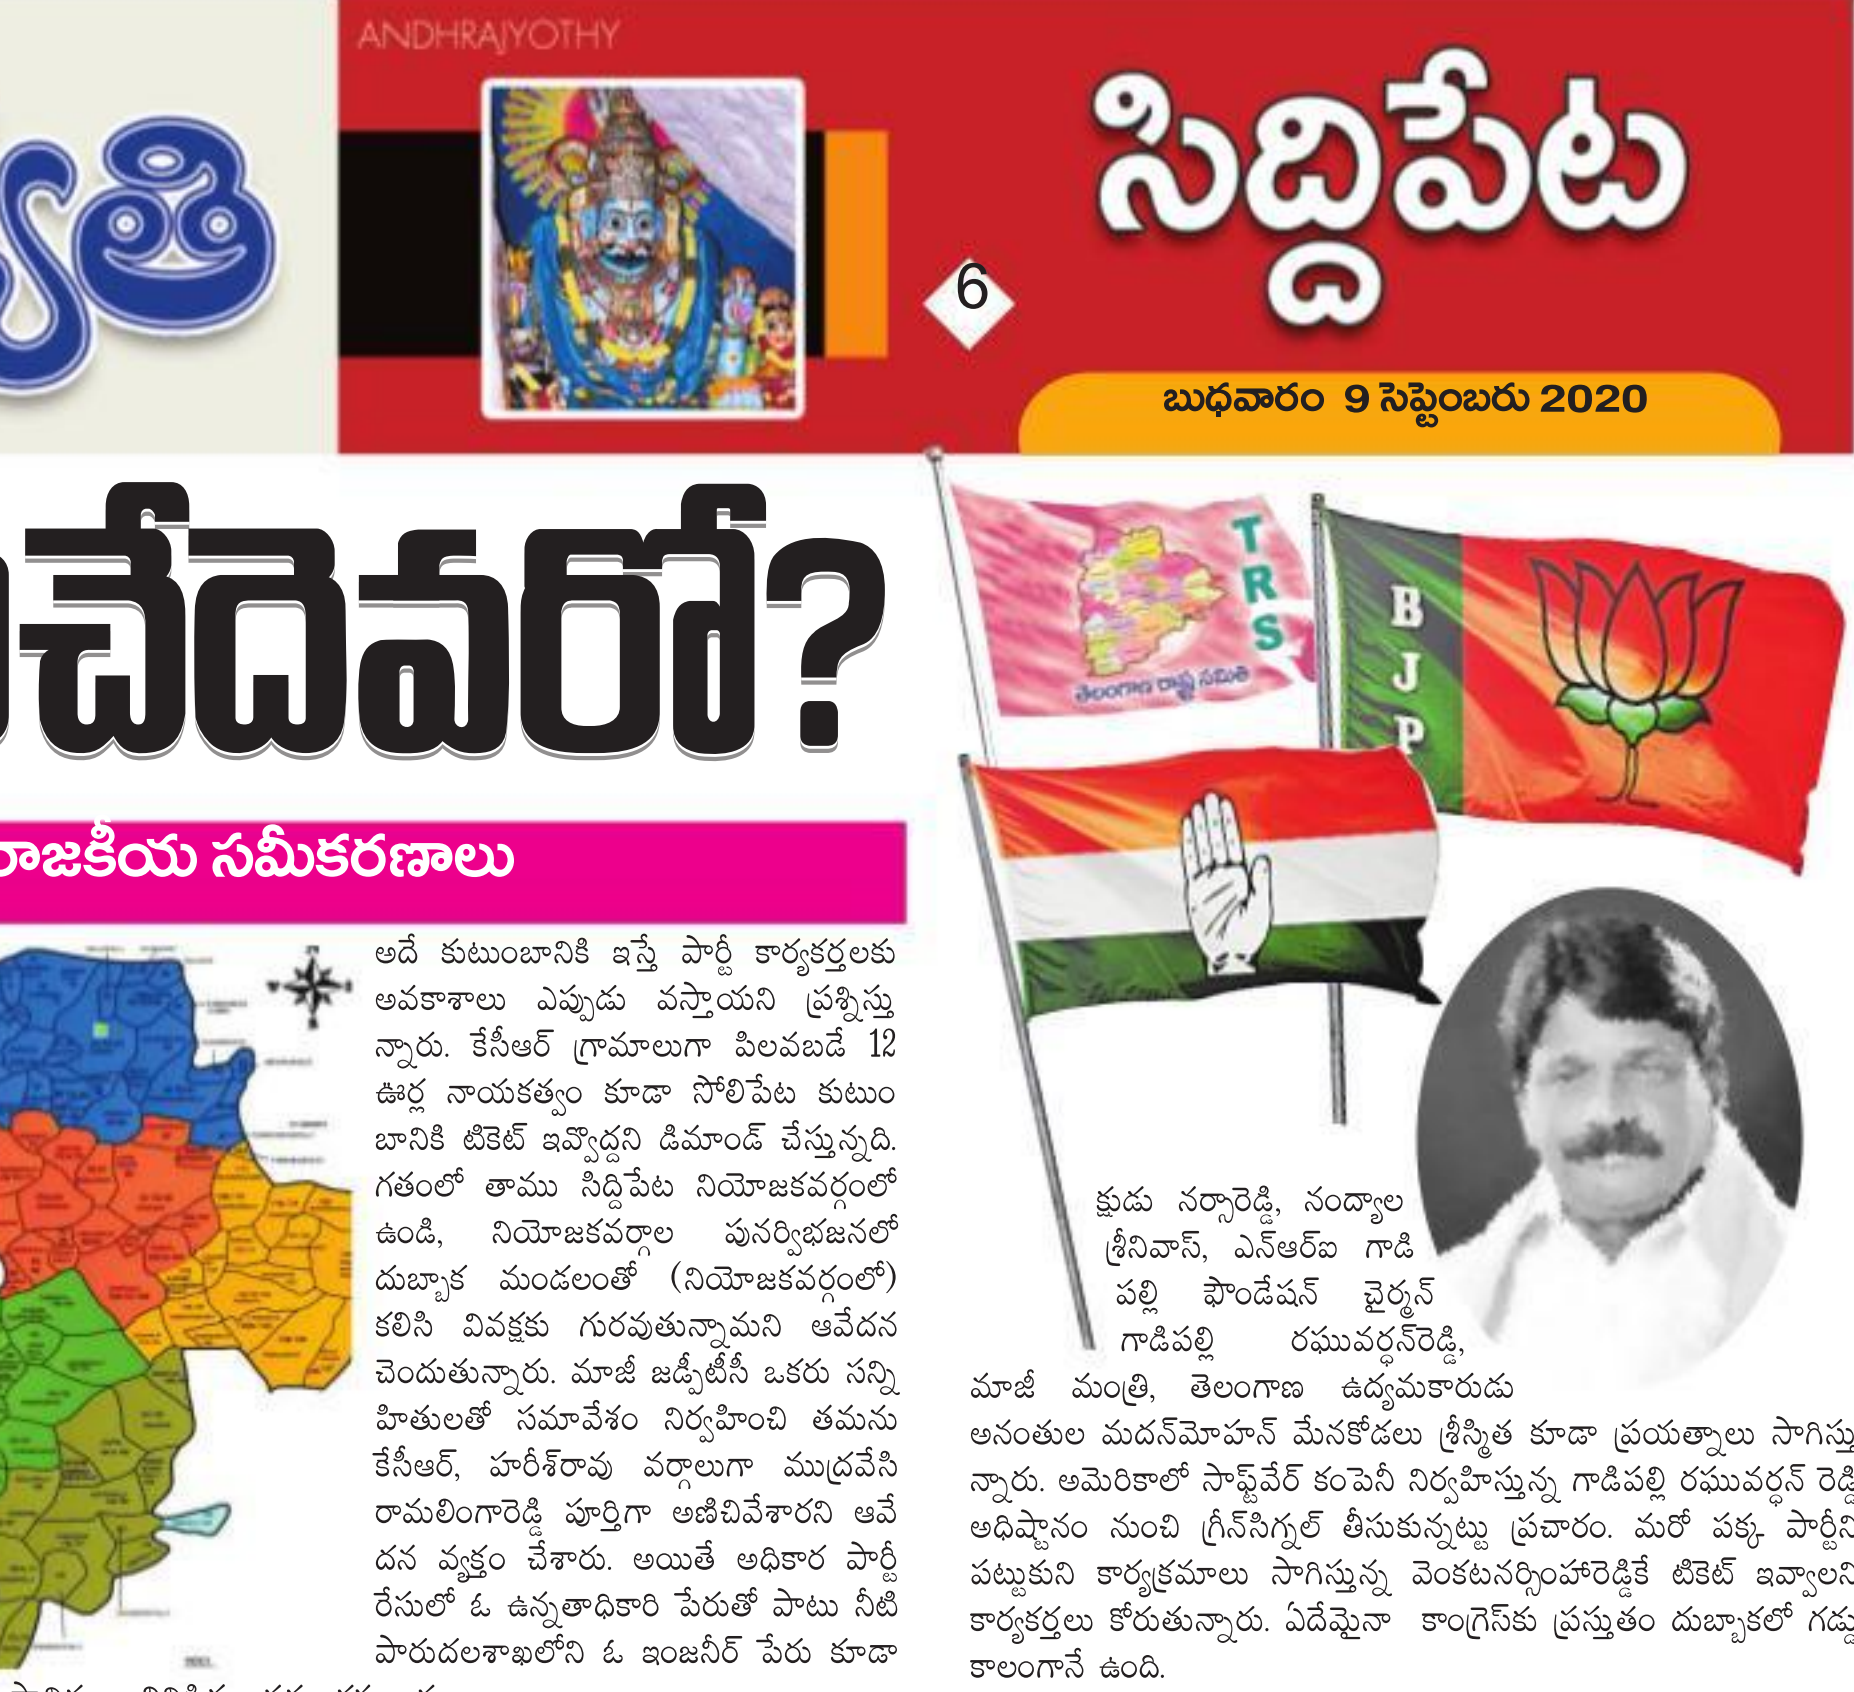 ANDHRAJYOTHY
సిద్దిపేట
6
బుధవారం 9 సెప్టెంబరు 2020
చేదెవరో?
TRS
తెలంగాణ రాష్ట్ర సమితి
BJP
రాజకీయ సమీకరణాలు
అదే కుటుంబానికి ఇస్తే పార్టీ కార్యకర్తలకు
అవకాశాలు ఎప్పుడు వస్తాయని ప్రశ్నిస్తు
న్నారు. కేసీఆర్ గ్రామాలుగా పిలవబడే 12
ఊర్ల నాయకత్వం కూడా సోలిపేట కుటుం
బానికి టికెట్ ఇవ్వొద్దని డిమాండ్ చేస్తున్నది.
గతంలో తాము సిద్దిపేట నియోజకవర్గంలో
ఉండి, నియోజకవర్గాల పునర్విభజనలో
దుబ్బాక మండలంతో (నియోజకవర్గంలో)
కలిసి వివక్షకు గురవుతున్నామని ఆవేదన
చెందుతున్నారు. మాజీ జడ్పీటీసీ ఒకరు సన్ని
హితులతో సమావేశం నిర్వహించి తమను
కేసీఆర్, హరీశ్‌రావు వర్గాలుగా ముద్రవేసి
రామలింగారెడ్డి పూర్తిగా అణిచివేశారని ఆవే
దన వ్యక్తం చేశారు. అయితే అధికార పార్టీ
రేసులో ఓ ఉన్నతాధికారి పేరుతో పాటు నీటి
పారుదలశాఖలోని ఓ ఇంజనీర్ పేరు కూడా
క్షుడు నర్సారెడ్డి, నంద్యాల
శ్రీనివాస్, ఎన్ఆర్ఐ గాడి
పల్లి ఫౌండేషన్ చైర్మన్
గాడిపల్లి రఘువర్ధన్‌రెడ్డి,
మాజీ మంత్రి, తెలంగాణ ఉద్యమకారుడు
అనంతుల మదన్‌మోహన్ మేనకోడలు శ్రీస్మిత కూడా ప్రయత్నాలు సాగిస్తు
న్నారు. అమెరికాలో సాఫ్ట్‌వేర్ కంపెనీ నిర్వహిస్తున్న గాడిపల్లి రఘువర్ధన్ రెడ్డి
అధిష్టానం నుంచి గ్రీన్‌సిగ్నల్ తీసుకున్నట్టు ప్రచారం. మరో పక్క పార్టీని
పట్టుకుని కార్యక్రమాలు సాగిస్తున్న వెంకటనర్సింహారెడ్డికే టికెట్ ఇవ్వాలని
కార్యకర్తలు కోరుతున్నారు. ఏదేమైనా కాంగ్రెస్‌కు ప్రస్తుతం దుబ్బాకలో గడ్డు
కాలంగానే ఉంది.